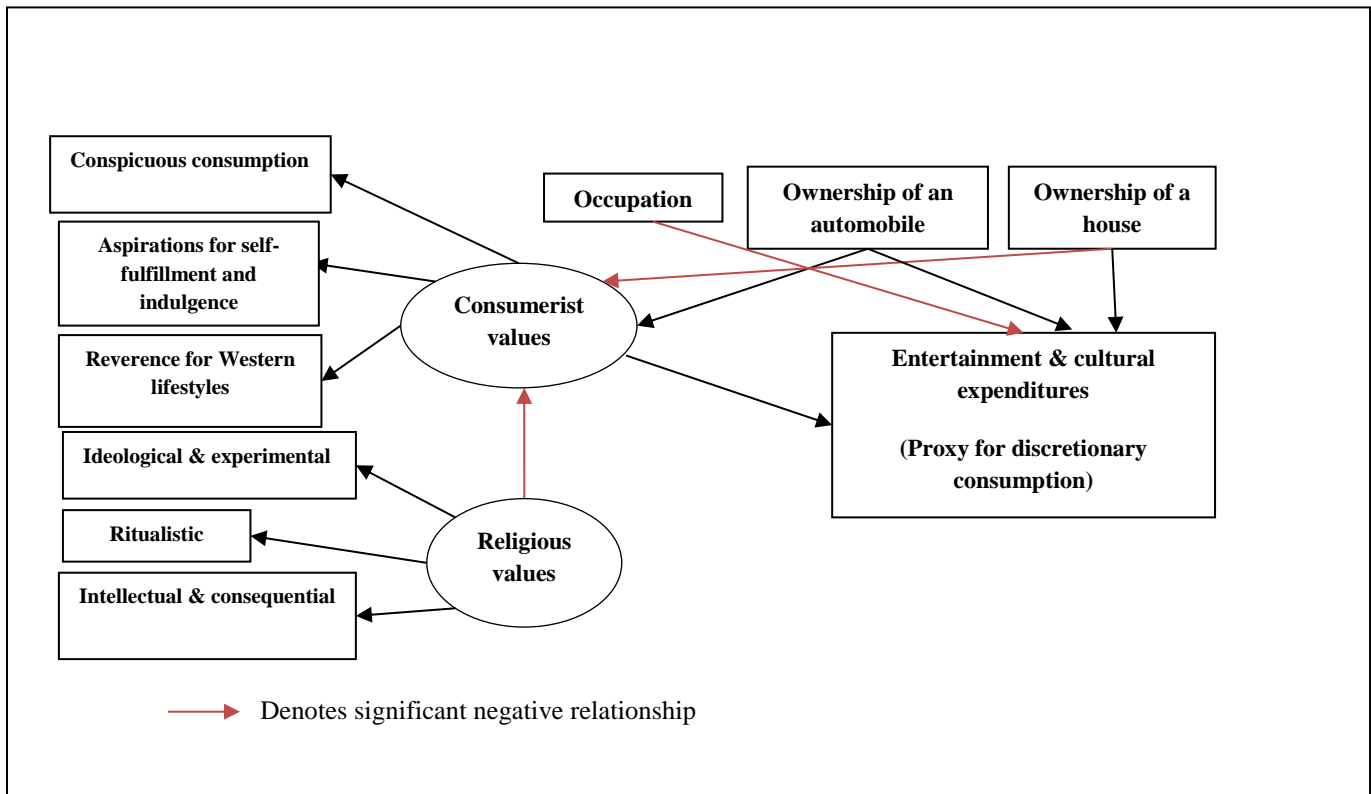 Conspicuous consumption
Aspirations for self-
fulfillment and
indulgence
Reverence for Western
lifestyles
Ideological & experimental
Ritualistic
Intellectual & consequential
Consumerist
values
Religious
values
Occupation
Ownership of an
automobile
Ownership of a
house
Entertainment & cultural
expenditures
(Proxy for discretionary
consumption)
Denotes significant negative relationship